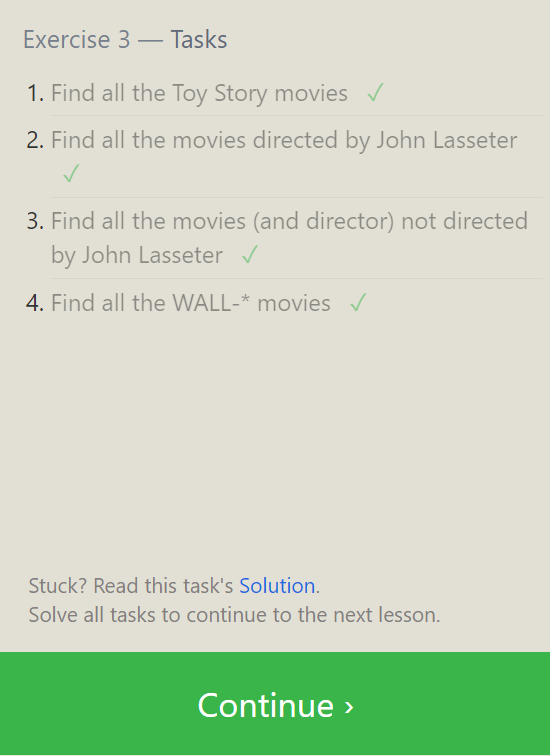 Exercise 3 — Tasks
1. Find all the Toy Story movies ✓
2. Find all the movies directed by John Lasseter
✓
3. Find all the movies (and director) not directed
by John Lasseter ✓
4. Find all the WALL-* movies ✓
Stuck? Read this task's Solution.
Solve all tasks to continue to the next lesson.
Continue ›